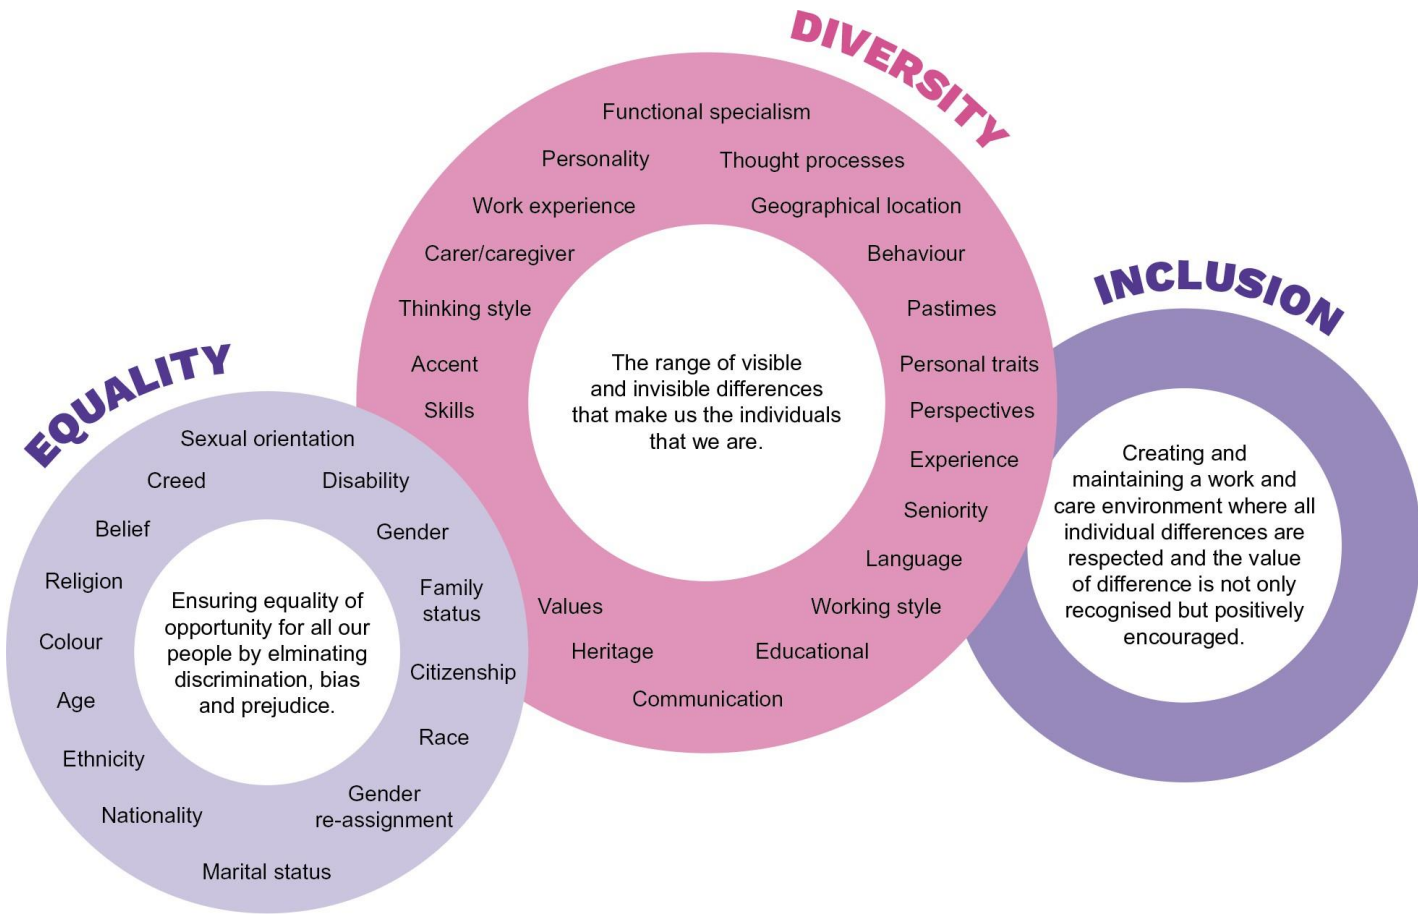 DIVERSITY
Functional specialism
Personality
Thought processes
Work experience
Geographical location
Carer/caregiver
Behaviour
Thinking style
Pastimes
Accent
Personal traits
Skills
Perspectives
Experience
Seniority
Language
Values
Working style
Heritage
Educational
Communication
The range of visible
and invisible differences
that make us the individuals
that we are.
INCLUSION
Creating and
maintaining a work and
care environment where all
individual differences are
respected and the value
of difference is not only
recognised but positively
encouraged.
EQUALITY
Sexual orientation
Creed
Disability
Belief
Gender
Religion
Family
status
Colour
Citizenship
Age
Race
Ethnicity
Gender
re-assignment
Nationality
Marital status
Ensuring equality of
opportunity for all our
people by elminating
discrimination, bias
and prejudice.